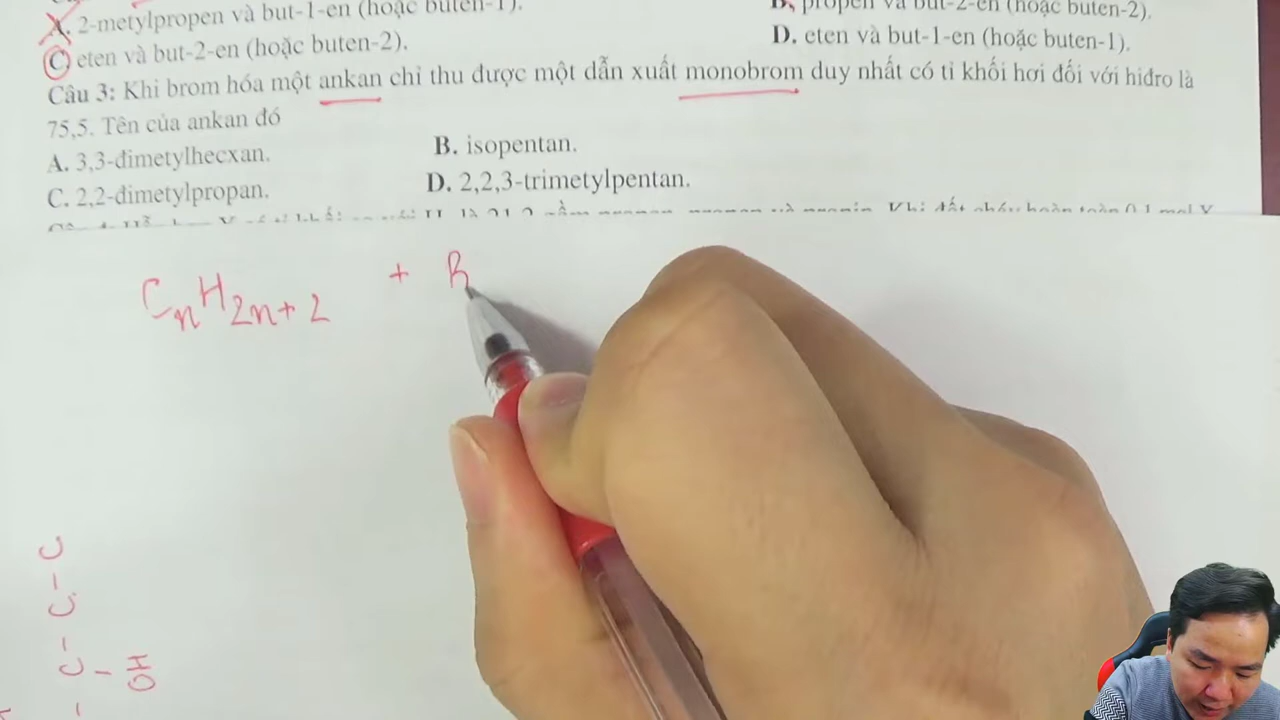 A. 2-metylpropen và but-1-en (hoặc buten-1).
B. propen và but-2-en (hoặc buten-2).
C. eten và but-2-en (hoặc buten-2).
D. eten và but-1-en (hoặc buten-1).
Câu 3: Khi brom hóa một ankan chỉ thu được một dẫn xuất monobrom duy nhất có tỉ khối hơi đối với hiđro là
75,5. Tên của ankan đó
A. 3,3-đimetylhecxan.
B. isopentan.
C. 2,2-đimetylpropan.
D. 2,2,3-trimetylpentan.
CnH2n+2 + B
C-C-C-OH